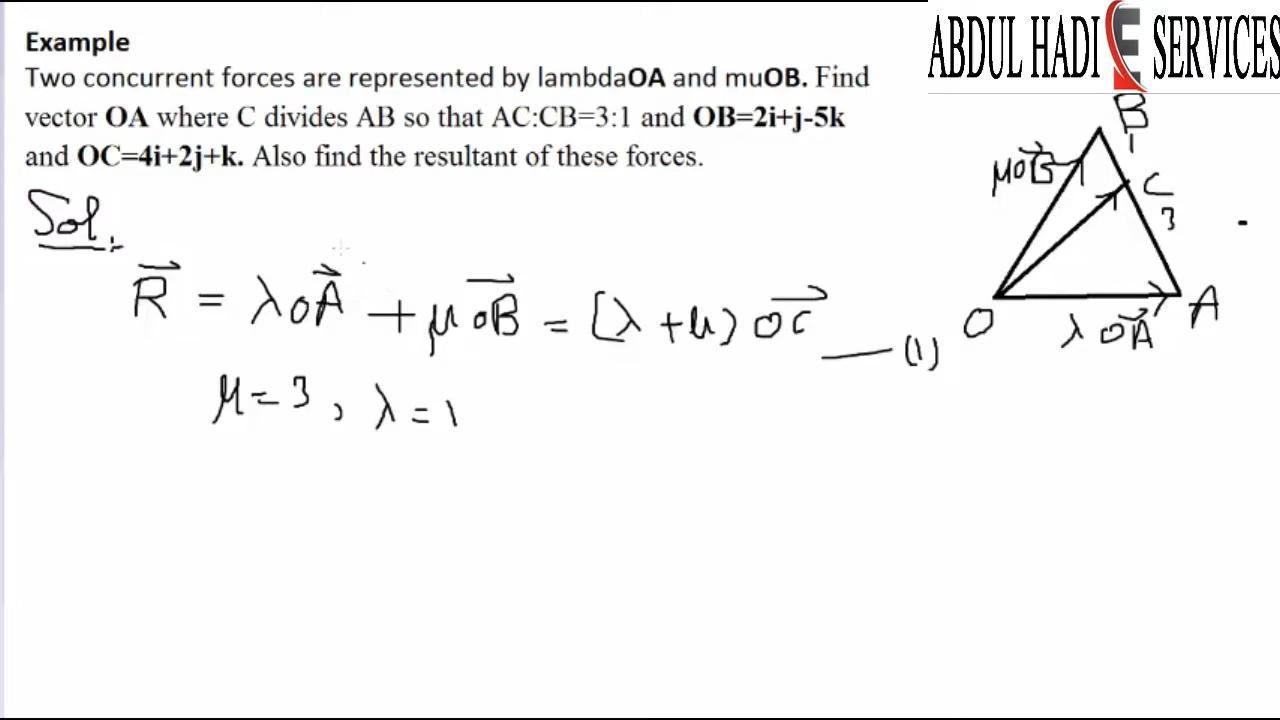 ABDUL HADI E SERVICES
Example
Two concurrent forces are represented by lambdaOA and muOB. Find
vector OA where C divides AB so that AC:CB=3:1 and OB=2i+j-5k
and OC=4i+2j+k. Also find the resultant of these forces.
Sol.
R⃗ = λOA⃗ + μOB⃗ = (λ+μ) OC⃗ — (1)
μ = 3 , λ = 1
B
1
μOB⃗
C
3
O
A
λ OA⃗